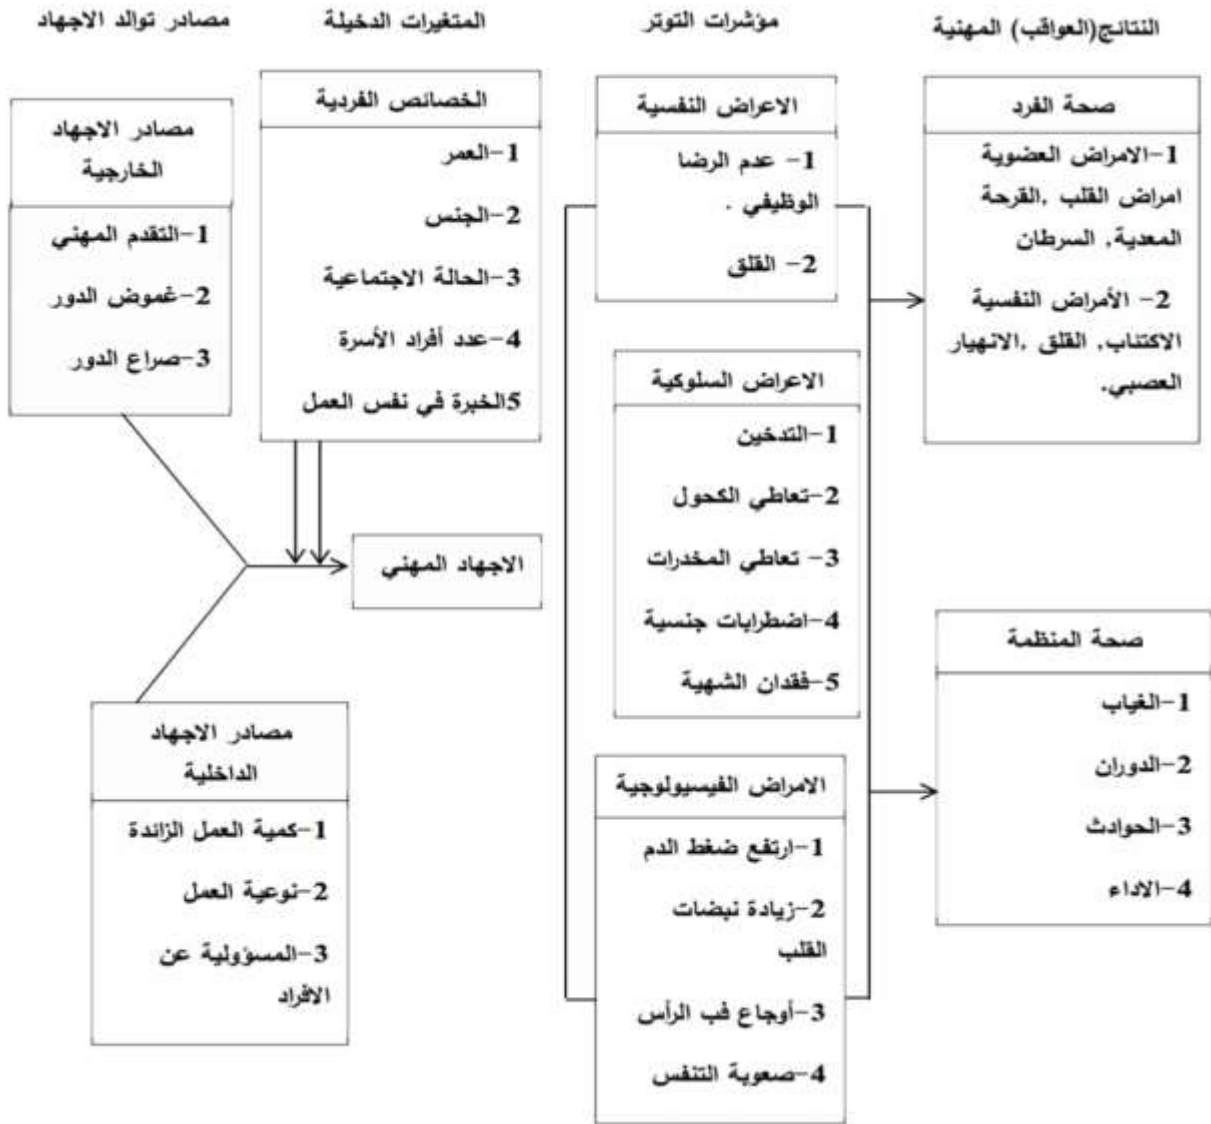 مصادر توالد الاجهاد
المتغيرات الدخيلة
مؤشرات التوتر
النتائج(العواقب) المهنية
مصادر الاجهاد
الخارجية
1-التقدم المهني
2-غموض الدور
3-صراع الدور
الخصائص الفردية
1-العمر
2-الجنس
3-الحالة الاجتماعية
4-عدد أفراد الأسرة
5الخبرة في نفس العمل
الاجهاد المهني
مصادر الاجهاد
الداخلية
1-كمية العمل الزائدة
2-نوعية العمل
3-المسؤولية عن
الافراد
الاعراض النفسية
1- عدم الرضا
الوظيفي .
2- القلق
الاعراض السلوكية
1-التدخين
2-تعاطي الكحول
3- تعاطي المخدرات
4-اضطرابات جنسية
5-فقدان الشهية
الامراض الفيسيولوجية
1-ارتفع ضغط الدم
2-زيادة نبضات
القلب
3-أوجاع فب الرأس
4-صعوبة التنفس
صحة الفرد
1-الامراض العضوية
امراض القلب ,القرحة
المعدية, السرطان
2- الأمراض النفسية
الاكتئاب, القلق ,الانهيار
العصبي.
صحة المنظمة
1-الغياب
2-الدوران
3-الحوادث
4-الاداء